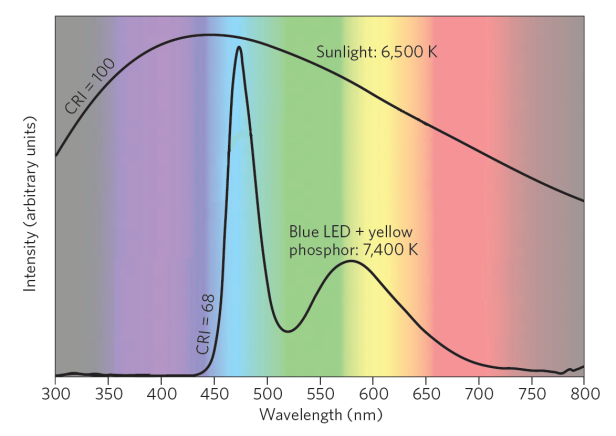 CRI = 100
Sunlight: 6,500 K
Intensity (arbitrary units)
Blue LED + yellow
phosphor: 7,400 K
CRI = 68
300 350 400 450 500 550 600 650 700 750 800
Wavelength (nm)